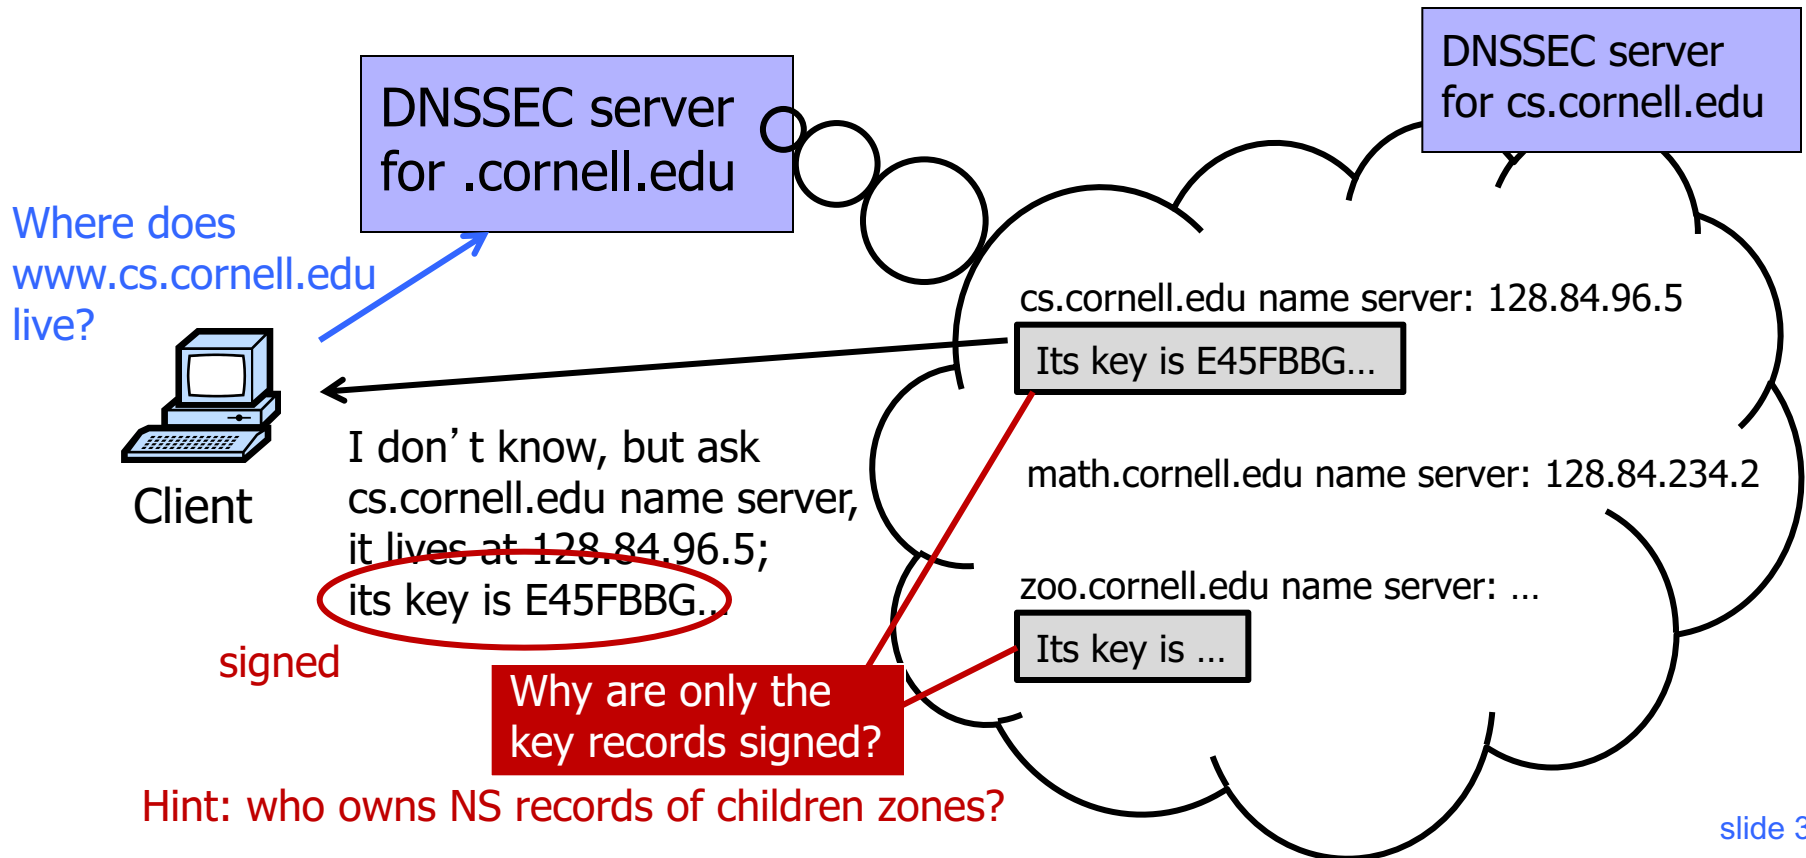 DNSSEC server
for .cornell.edu
DNSSEC server
for cs.cornell.edu
Where does
www.cs.cornell.edu
live?
cs.cornell.edu name server: 128.84.96.5
Its key is E45FBBG...
Client
I don't know, but ask
cs.cornell.edu name server,
it lives at 128.84.96.5;
its key is E45FBBG...
math.cornell.edu name server: 128.84.234.2
zoo.cornell.edu name server: ...
Its key is ...
signed
Why are only the
key records signed?
Hint: who owns NS records of children zones?
slide 3